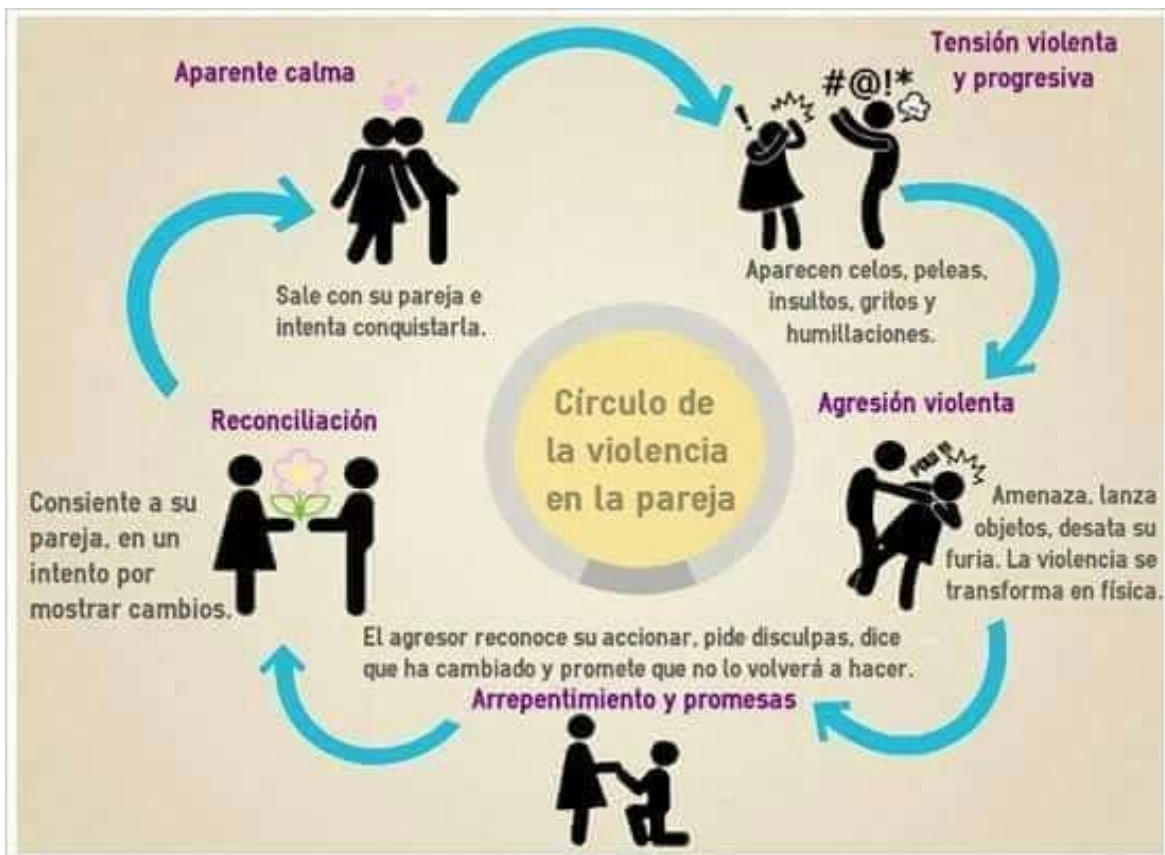 Aparente calma
Sale con su pareja e
intenta conquistarla.
Tensión violenta
y progresiva
#@!*
!
Aparecen celos, peleas,
insultos, gritos y
humillaciones.
Agresión violenta
Amenaza, lanza
objetos, desata su
furia. La violencia se
transforma en física.
El agresor reconoce su accionar, pide disculpas, dice
que ha cambiado y promete que no lo volverá a hacer.
Arrepentimiento y promesas
Reconciliación
Consiente a su
pareja, en un
intento por
mostrar cambios.
Círculo de
la violencia
en la pareja